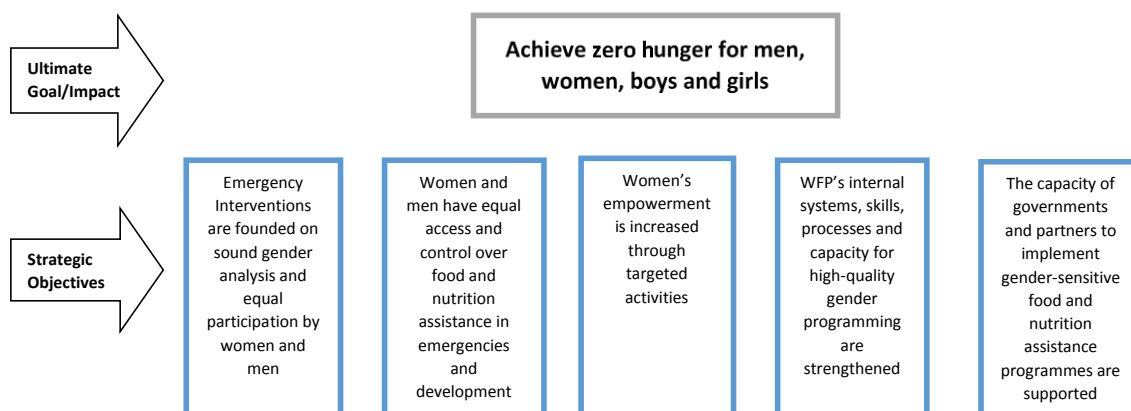 Ultimate
Goal/Impact
Achieve zero hunger for men,
women, boys and girls
Strategic
Objectives
Emergency
Interventions
are founded on
sound gender
analysis and
equal
participation by
women and
men
Women and
men have equal
access and
control over
food and
nutrition
assistance in
emergencies
and
development
Women’s
empowerment
is increased
through
targeted
activities
WFP’s internal
systems, skills,
processes and
capacity for
high-quality
gender
programming
are
strengthened
The capacity of
governments
and partners to
implement
gender-sensitive
food and
nutrition
assistance
programmes are
supported